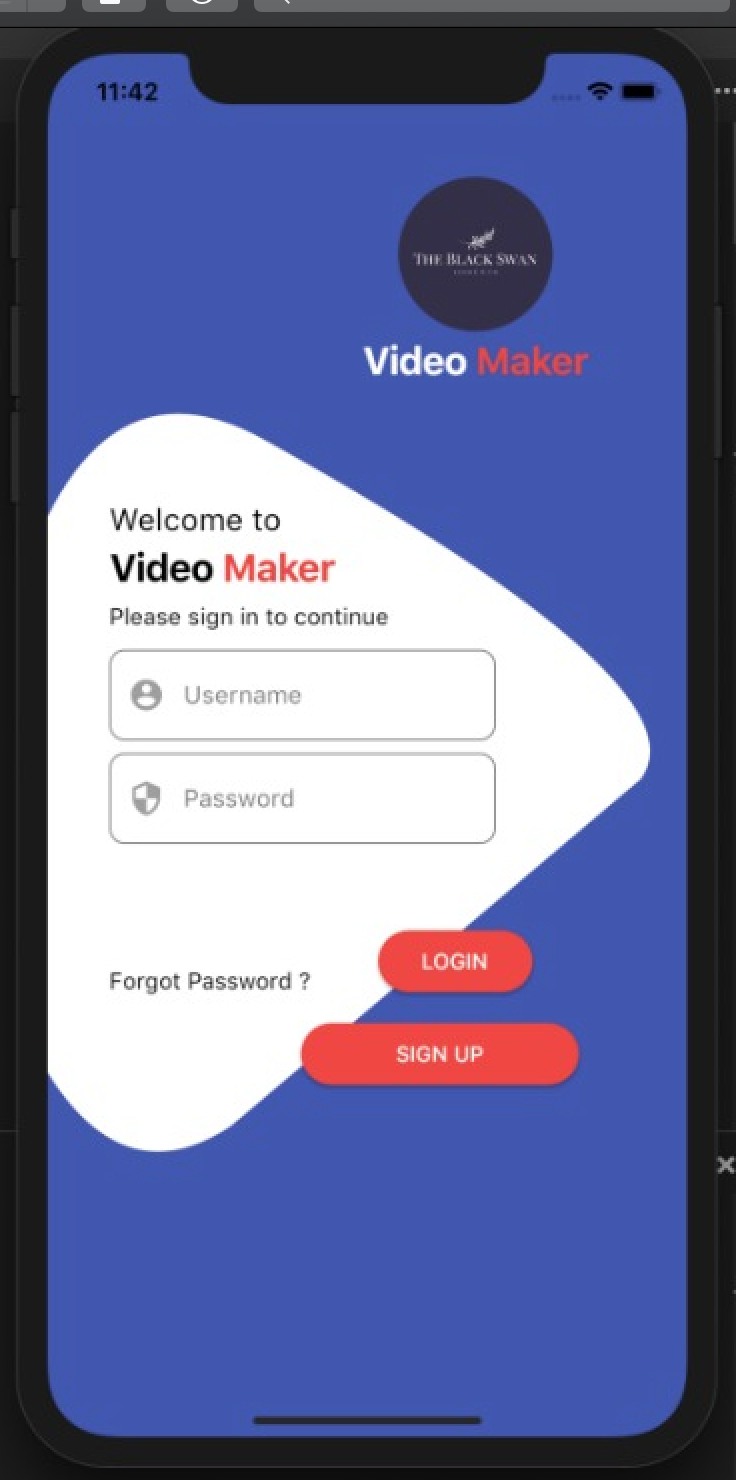 11:42
THE BLACK SWAN
Video Maker
Welcome to
Video Maker
Please sign in to continue
Username
Password
LOGIN
Forgot Password ?
SIGN UP